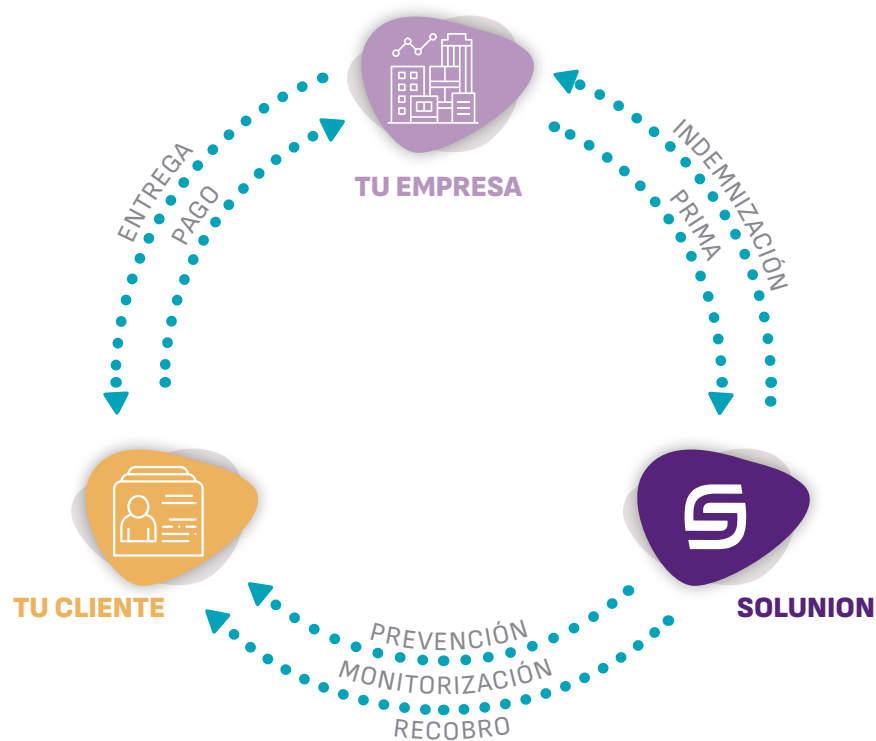 ENTREGA
PAGO
TU EMPRESA
INDEMNIZACIÓN
PRIMA
TU CLIENTE
SOLUNION
PREVENCIÓN
MONITORIZACIÓN
RECOBRO